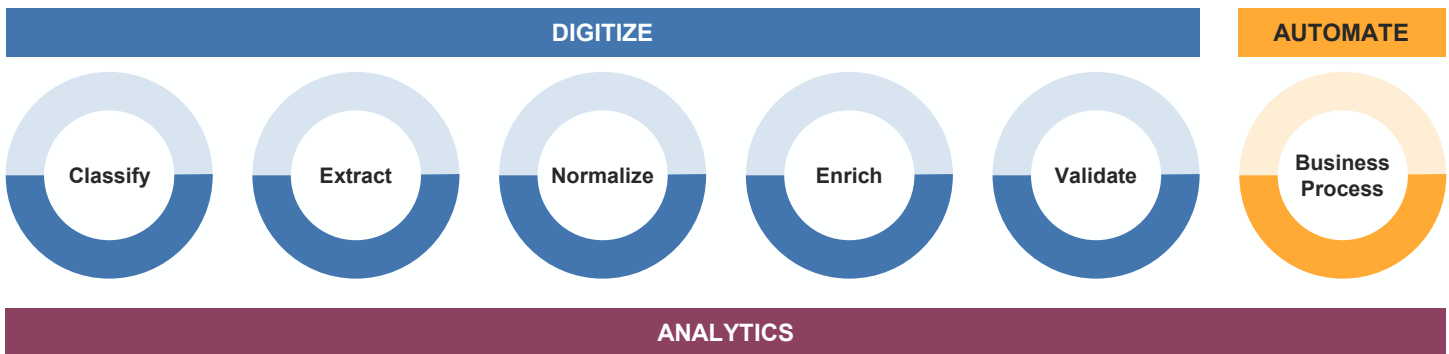 DIGITIZE
AUTOMATE
Classify
Extract
Normalize
Enrich
Validate
Business
Process
ANALYTICS